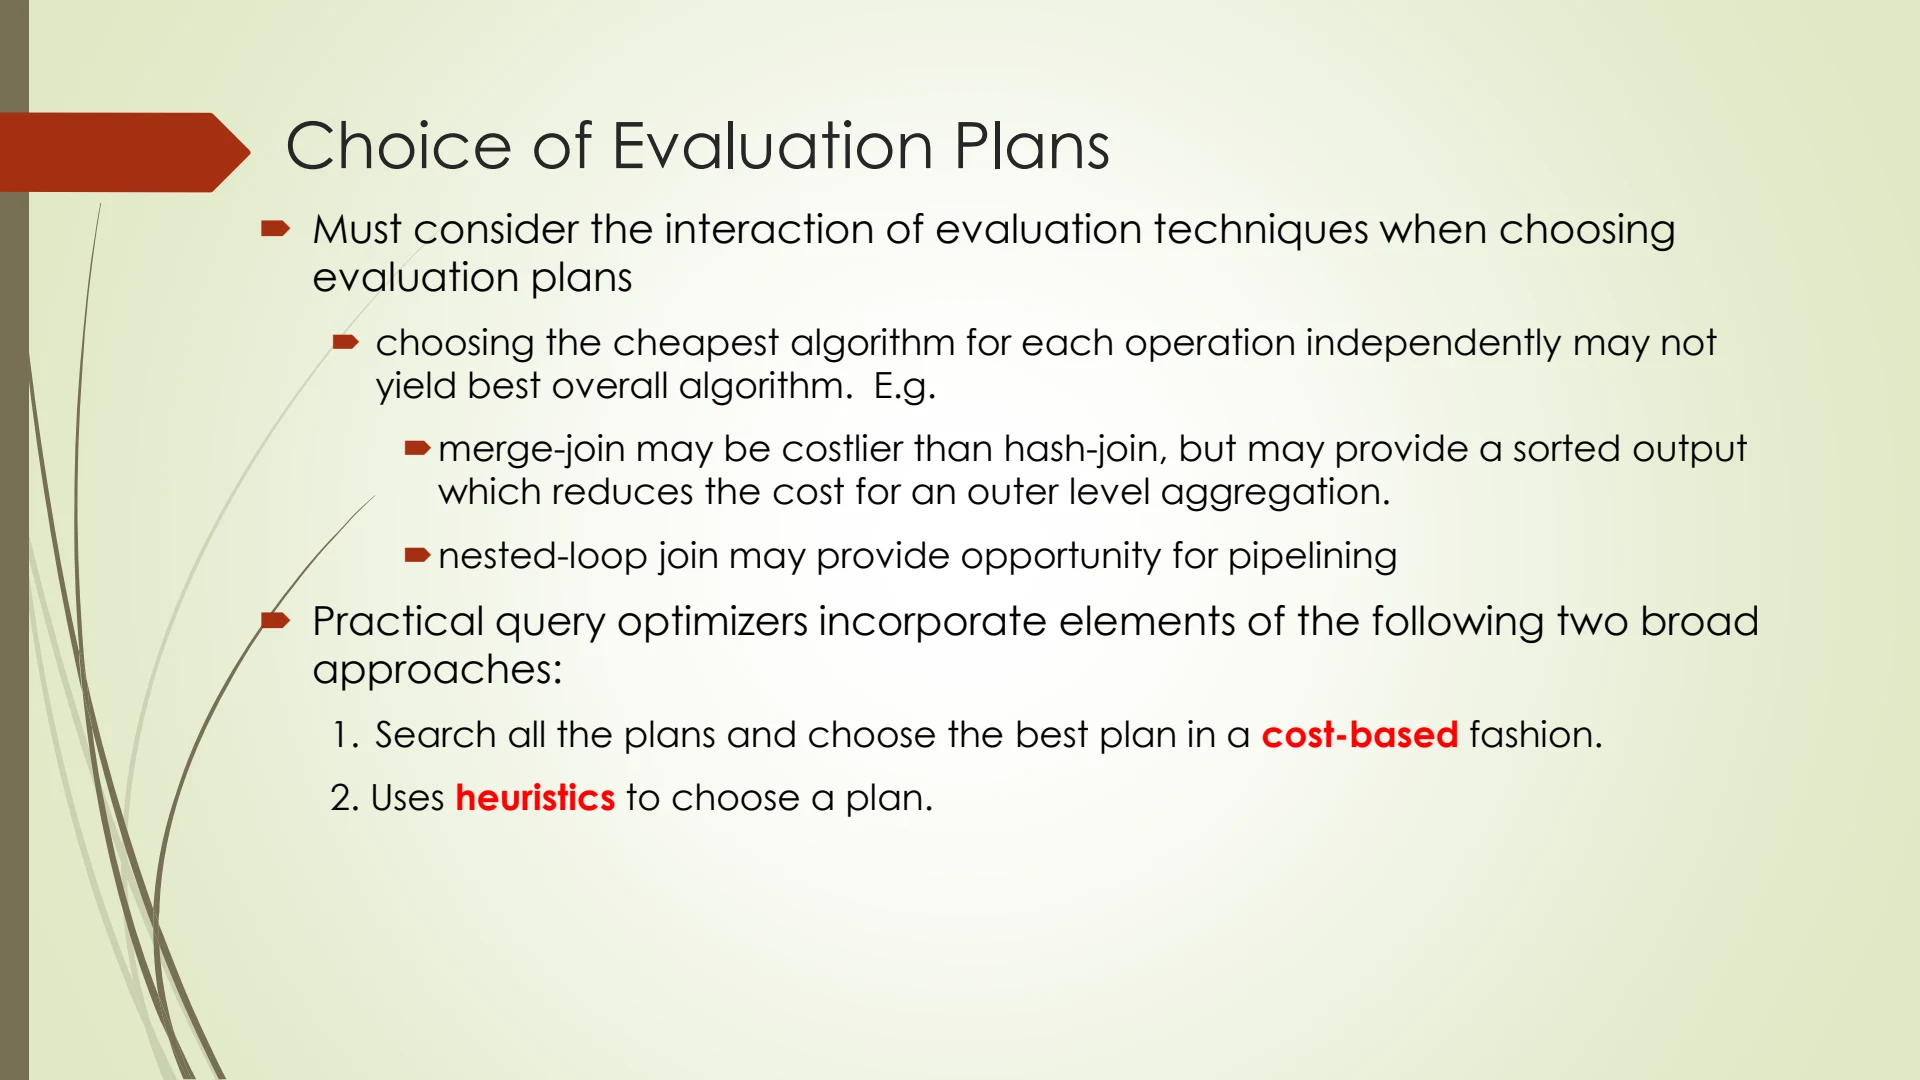 Choice of Evaluation Plans
Must consider the interaction of evaluation techniques when choosing
evaluation plans
choosing the cheapest algorithm for each operation independently may not
yield best overall algorithm.  E.g.
merge-join may be costlier than hash-join, but may provide a sorted output
which reduces the cost for an outer level aggregation.
nested-loop join may provide opportunity for pipelining
Practical query optimizers incorporate elements of the following two broad
approaches:
1. Search all the plans and choose the best plan in a cost-based fashion.
2. Uses heuristics to choose a plan.